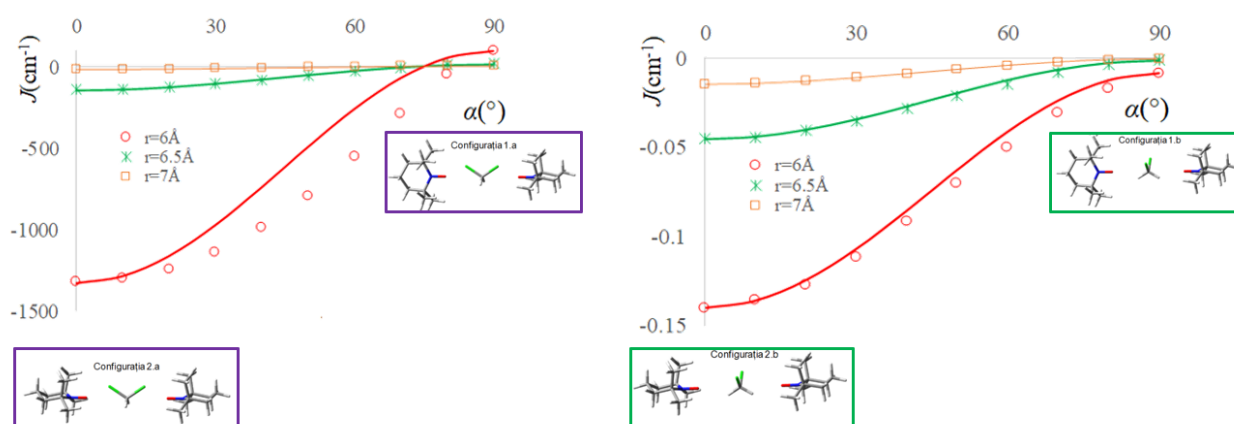 0 30 60 90
J(cm⁻¹)
0
-500
-1000
-1500
α(°)
r=6Å
r=6.5Å
r=7Å
Configurația 1.a
Configurația 2.a
0 30 60 90
J(cm⁻¹)
0
-0.05
-0.1
-0.15
α(°)
r=6Å
r=6.5Å
r=7Å
Configurația 1.b
Configurația 2.b